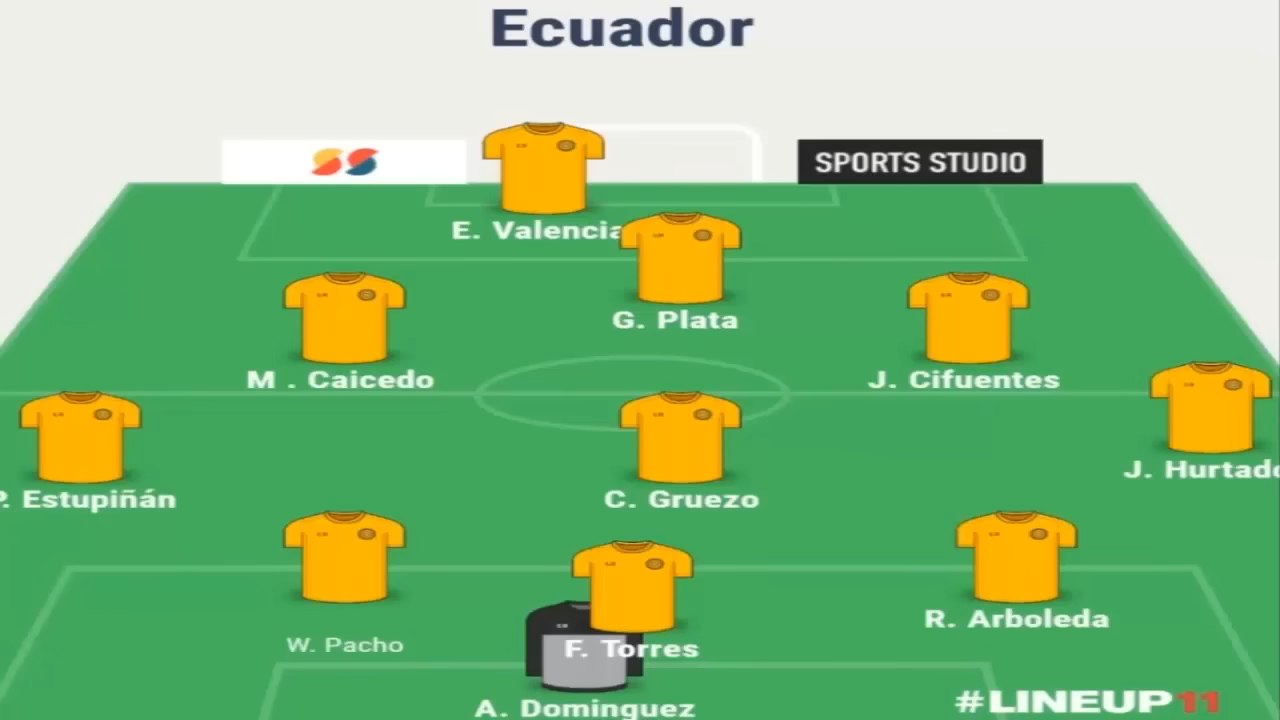 Ecuador
SPORTS STUDIO
E. Valencia
G. Plata
M . Caicedo
J. Cifuentes
J. Hurtado
P. Estupiñán
C. Gruezo
R. Arboleda
W. Pacho
F. Torres
A. Dominguez
#LINEUP11